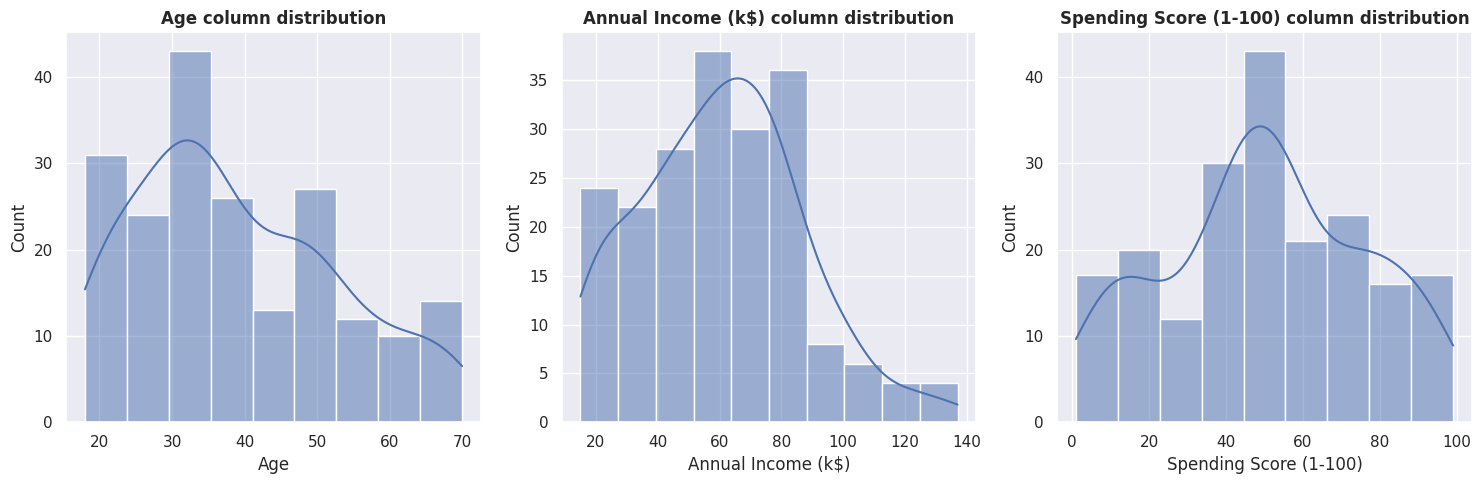 Age column distribution
Count
40
30
20
10
0
20 30 40 50 60 70
Age
Annual Income (k$) column distribution
Count
35
30
25
20
15
10
5
0
20 40 60 80 100 120 140
Annual Income (k$)
Spending Score (1-100) column distribution
Count
40
30
20
10
0
0 20 40 60 80 100
Spending Score (1-100)